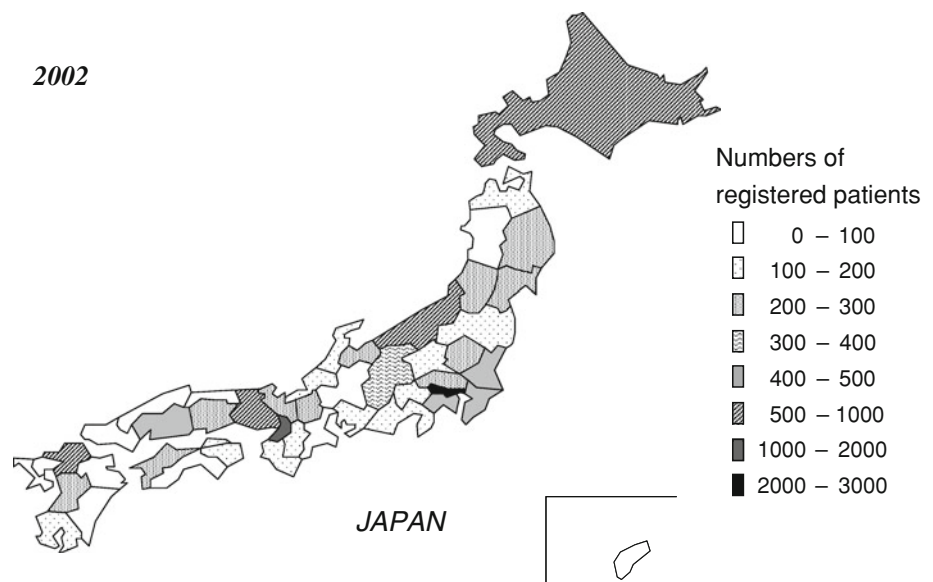 2002
Numbers of
registered patients
0 – 100
100 – 200
200 – 300
300 – 400
400 – 500
500 – 1000
1000 – 2000
2000 – 3000
JAPAN